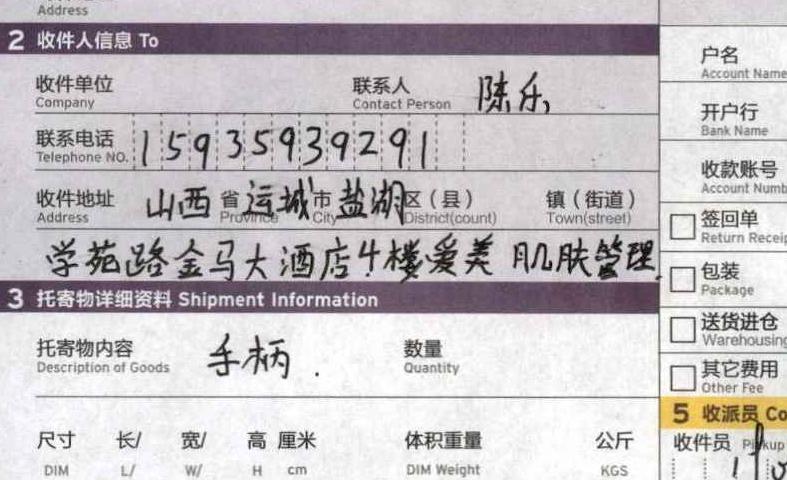 Address
2 收件人信息 To
收件单位 联系人 陈乐
Company Contact Person
联系电话 15935939291
Telephone NO.
收件地址 山西 省 运城 市 盐湖 区（县） 镇（街道）
Address Province City District(count) Town(street)
学苑路金马大酒店4楼爱美肌肤管理.
3 托寄物详细资料 Shipment Information
托寄物内容 手柄. 数量
Description of Goods Quantity
尺寸 长/ 宽/ 高 厘米 体积重量 公斤
DIM L/ W/ H cm DIM Weight KGS
户名
Account Name
开户行
Bank Name
收款账号
Account Numb
签回单
Return Receip
包装
Package
送货进仓
Warehousing
其它费用
Other Fee
5 收派员 Co
收件员 Pickup